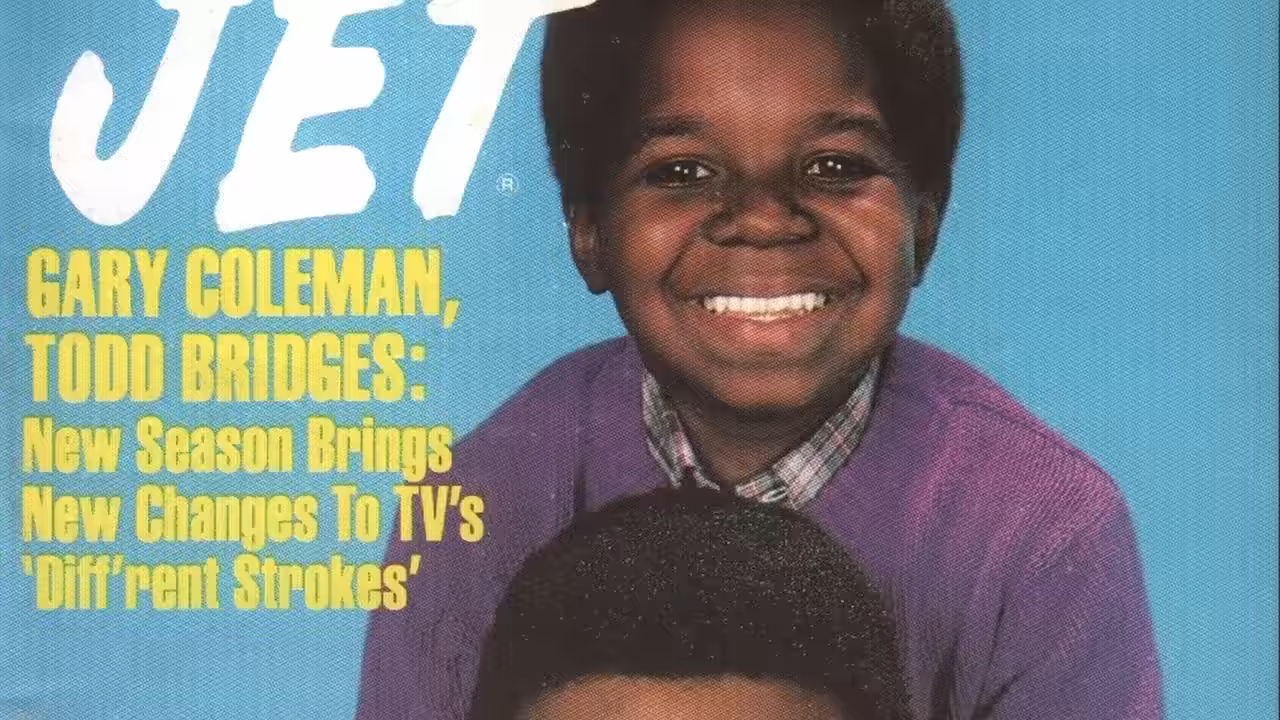 JET
®
GARY COLEMAN,
TODD BRIDGES:
New Season Brings
New Changes To TV's
'Diff'rent Strokes'